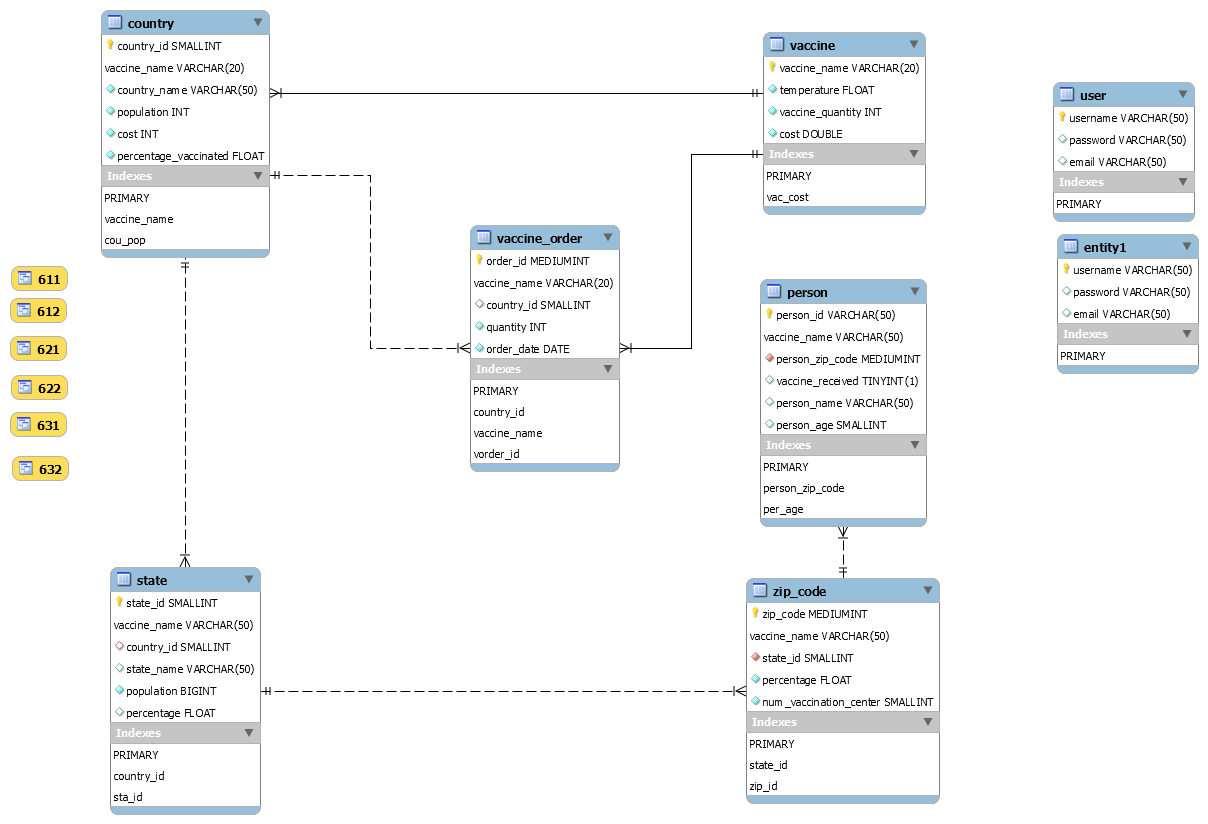 country
country_id SMALLINT
vaccine_name VARCHAR(20)
country_name VARCHAR(50)
population INT
cost INT
percentage_vaccinated FLOAT
Indexes
PRIMARY
vaccine_name
cou_pop
vaccine
vaccine_name VARCHAR(20)
temperature FLOAT
vaccine_quantity INT
cost DOUBLE
Indexes
PRIMARY
vac_cost
user
username VARCHAR(50)
password VARCHAR(50)
email VARCHAR(50)
Indexes
PRIMARY
entity1
username VARCHAR(50)
password VARCHAR(50)
email VARCHAR(50)
Indexes
PRIMARY
vaccine_order
order_id MEDIUMINT
vaccine_name VARCHAR(20)
country_id SMALLINT
quantity INT
order_date DATE
Indexes
PRIMARY
country_id
vaccine_name
vorder_id
person
person_id VARCHAR(50)
vaccine_name VARCHAR(50)
person_zip_code MEDIUMINT
vaccine_received TINYINT(1)
person_name VARCHAR(50)
person_age SMALLINT
Indexes
PRIMARY
person_zip_code
per_age
611
612
621
622
631
632
state
state_id SMALLINT
vaccine_name VARCHAR(50)
country_id SMALLINT
state_name VARCHAR(50)
population BIGINT
percentage FLOAT
Indexes
PRIMARY
country_id
sta_id
zip_code
zip_code MEDIUMINT
vaccine_name VARCHAR(50)
state_id SMALLINT
percentage FLOAT
num_vaccination_center SMALLINT
Indexes
PRIMARY
state_id
zip_id